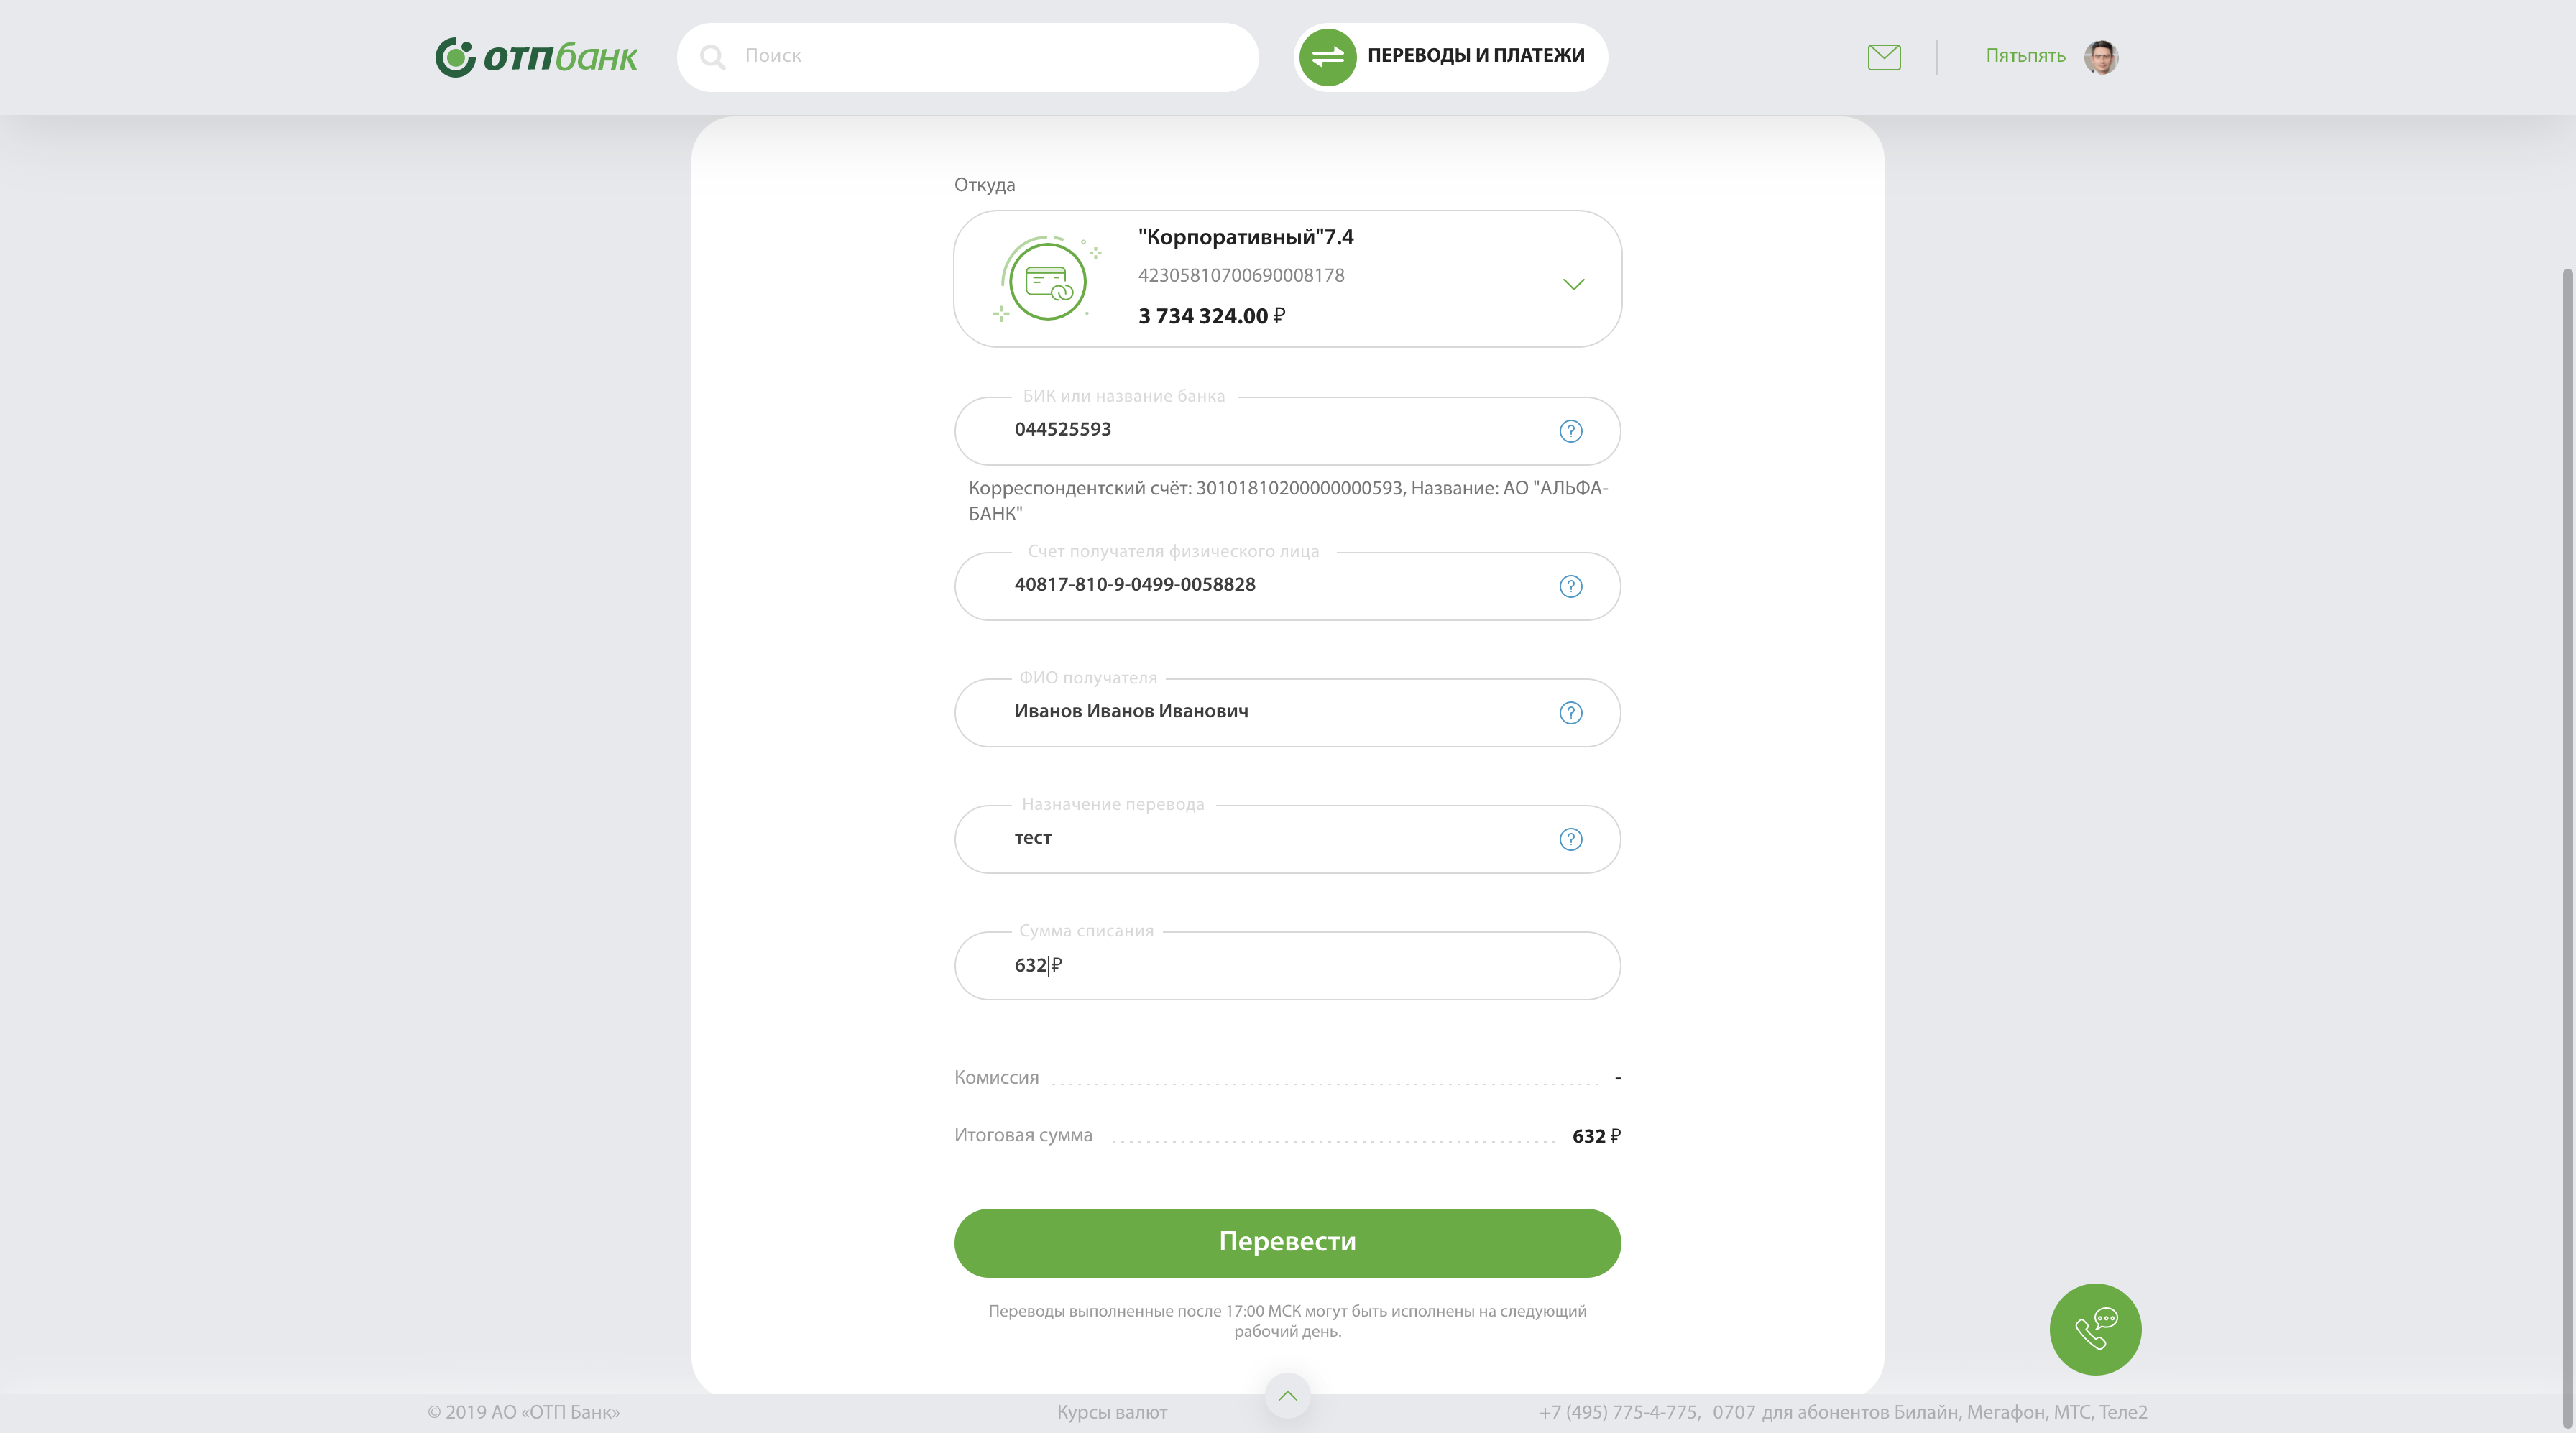 отпбанк
Поиск
ПЕРЕВОДЫ И ПЛАТЕЖИ
Пятьпять
Откуда
"Корпоративный"7.4
42305810700690008178
3 734 324.00 ₽
БИК или название банка
044525593
Корреспондентский счёт: 30101810200000000593, Название: АО "АЛЬФА-
БАНК"
Счет получателя физического лица
40817-810-9-0499-0058828
ФИО получателя
Иванов Иванов Иванович
Назначение перевода
тест
Сумма списания
632 ₽
Комиссия -
Итоговая сумма 632 ₽
Перевести
Переводы выполненные после 17:00 МСК могут быть исполнены на следующий
рабочий день.
© 2019 АО «ОТП Банк» Курсы валют +7 (495) 775-4-775, 0707 для абонентов Билайн, Мегафон, МТС, Теле2